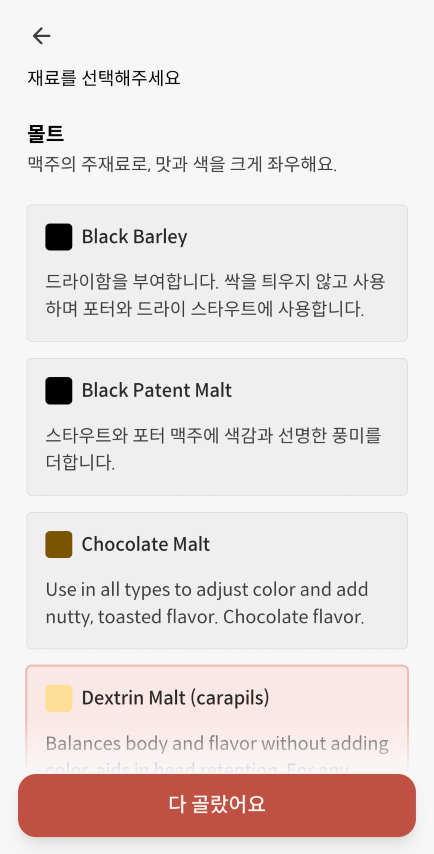 재료를 선택해주세요
몰트
맥주의 주재료로, 맛과 색을 크게 좌우해요.
Black Barley
드라이함을 부여합니다. 싹을 틔우지 않고 사용
하며 포터와 드라이 스타우트에 사용합니다.
Black Patent Malt
스타우트와 포터 맥주에 색감과 선명한 풍미를
더합니다.
Chocolate Malt
Use in all types to adjust color and add
nutty, toasted flavor. Chocolate flavor.
Dextrin Malt (carapils)
Balances body and flavor without adding
color, aids in head retention. For any
다 골랐어요